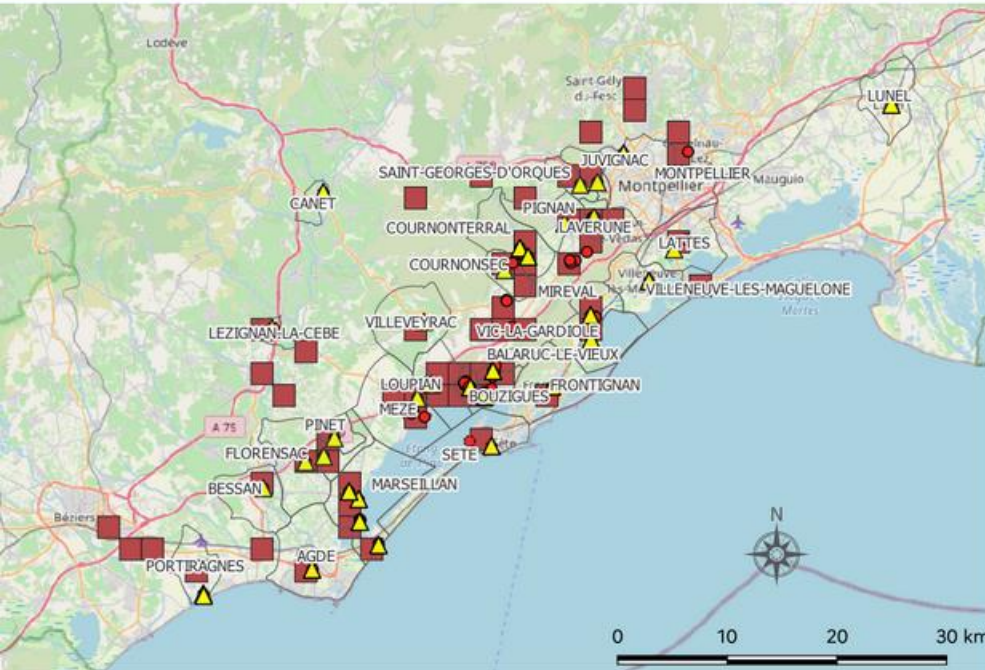 Lodève
Saint-Gély
du-Fesc
LUNEL
JUVIGNAC
SAINT-GEORGES-D'ORQUES
MONTPELLIER
Montpellier
Mauguio
CANET
PIGNAN
COURNONTERRAL
LAVERUNE
LATTES
COURNONSEC
Villeneuve
MIREVAL
VILLENEUVE-LES-MAGUELONE
VILLEVEYRAC
LEZIGNAN-LA-CEBE
VIC-LA-GARDIOLE
BALARUC-LE-VIEUX
LOUPIAN
FRONTIGNAN
BOUZIGUES
MEZE
A 75
PINET
FLORENSAC
SETE
BESSAN
MARSEILLAN
Béziers
N
AGDE
PORTIRAGNES
0 10 20 30 km